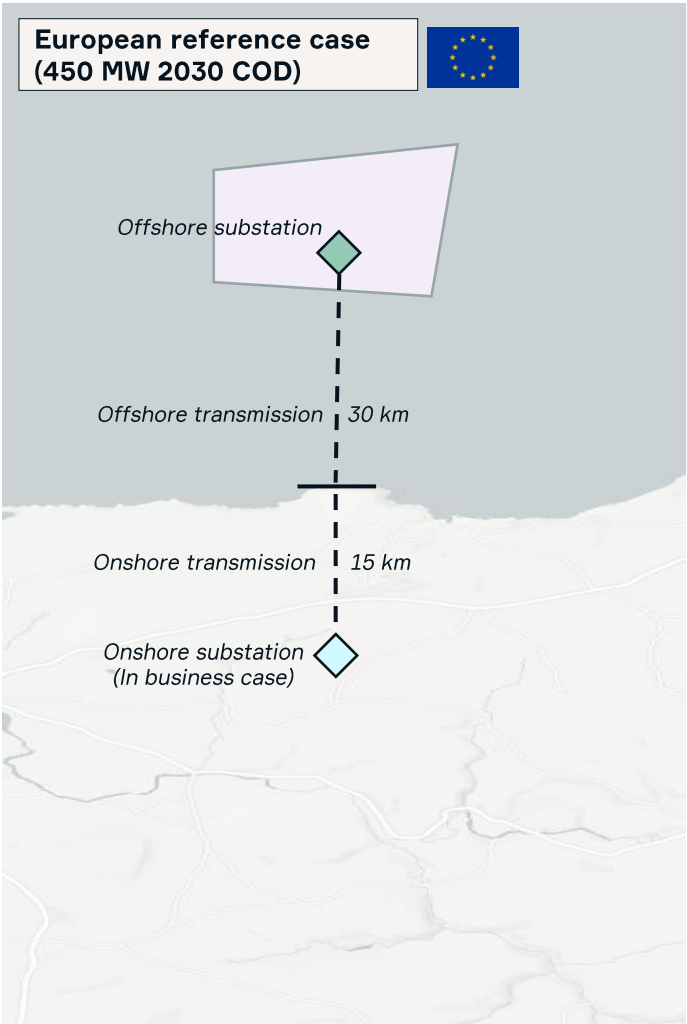 European reference case
(450 MW 2030 COD)
Offshore substation
Offshore transmission 30 km
Onshore transmission 15 km
Onshore substation
(In business case)